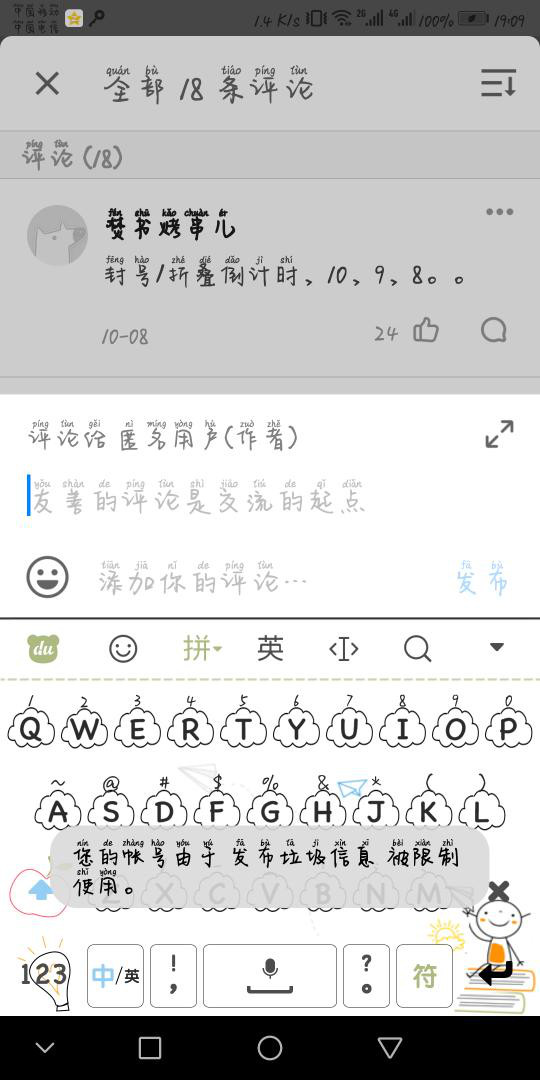 中国移动
中国电信
1.4 K/s 2G 4G 100% 19:09
quán bù tiáo píng lùn
全部 18 条评论
píng lùn
评论 (18)
fén shū kǎo chuàn ér
焚书烤串儿
fēng hào zhé dié dào jì shí
封号/折叠倒计时、10、9、8。。
10-08 24
píng lùn gěi nì míng yòng hù zuò zhě
评论给匿名用户(作者)
yǒu shàn de píng lùn shì jiāo liú de qǐ diǎn
友善的评论是交流的起点
tiān jiā nǐ de píng lùn fā bù
添加你的评论… 发布
du 拼 英
1 2 3 4 5 6 7 8 9 0
Q W E R T Y U I O P
~ @ # $ % & * ( )
A S D F G H J K L
nín de zhàng hào yóu yú fā bù lā jī xìn xī bèi xiàn zhì
您的帐号由于发布垃圾信息被限制
shǐ yòng
使用。
Z X C V B N M
123 中/英 ! , ? 。 符